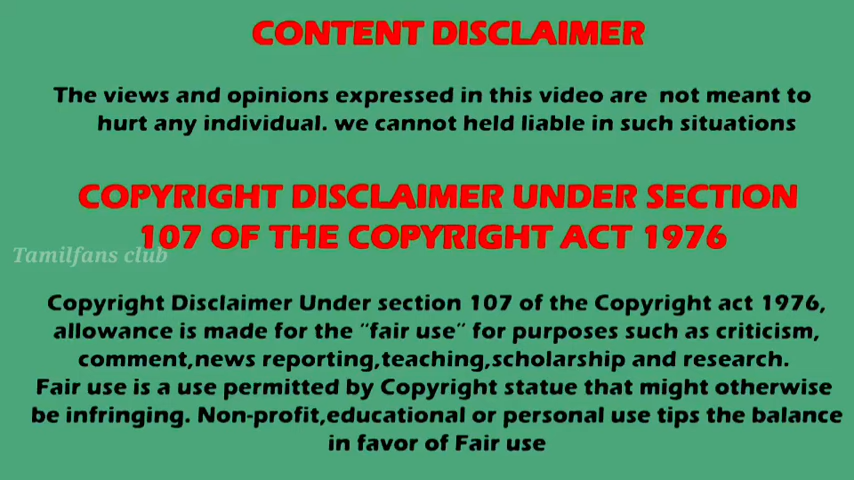 CONTENT DISCLAIMER
The views and opinions expressed in this video are not meant to
hurt any individual. we cannot held liable in such situations
COPYRIGHT DISCLAIMER UNDER SECTION
107 OF THE COPYRIGHT ACT 1976
Tamilfans club
Copyright Disclaimer Under section 107 of the Copyright act 1976,
allowance is made for the "fair use" for purposes such as criticism,
comment,news reporting,teaching,scholarship and research.
Fair use is a use permitted by Copyright statue that might otherwise
be infringing. Non-profit,educational or personal use tips the balance
in favor of Fair use